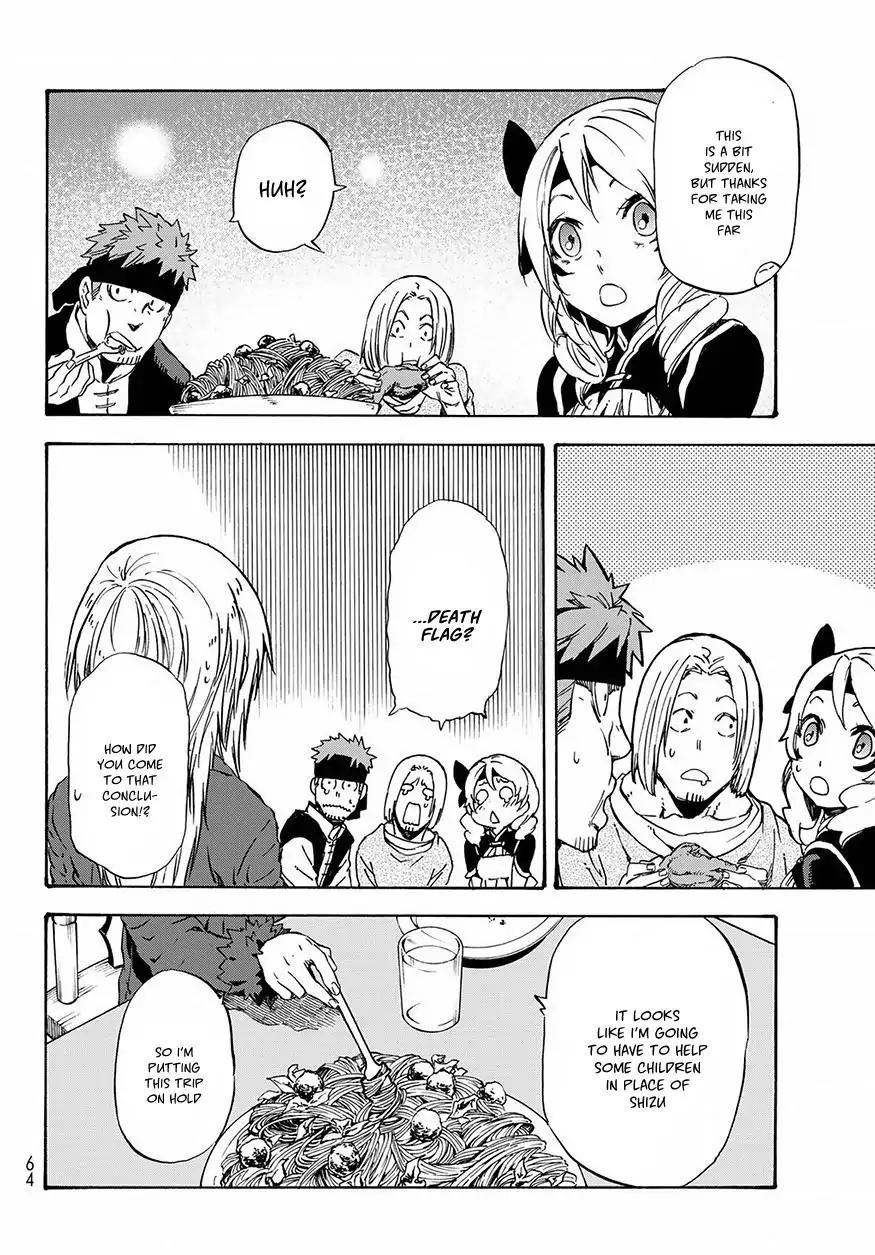 THIS
IS A BIT
SUDDEN,
BUT THANKS
FOR TAKING
ME THIS
FAR
HUH?
...DEATH
FLAG?
HOW DID
YOU COME
TO THAT
CONCLU-
SION!?
IT LOOKS
LIKE I'M GOING
TO HAVE TO HELP
SOME CHILDREN
IN PLACE OF
SHIZU
SO I'M
PUTTING
THIS TRIP
ON HOLD
64